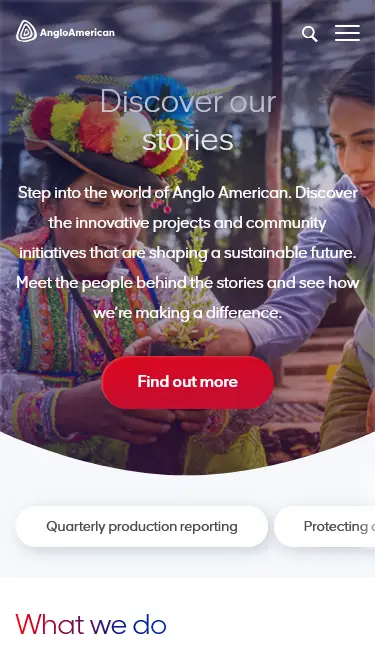 AngloAmerican
Discover our
stories
Step into the world of Anglo American. Discover
the innovative projects and community
initiatives that are shaping a sustainable future.
Meet the people behind the stories and see how
we're making a difference.
Find out more
Quarterly production reporting
Protecting
What we do